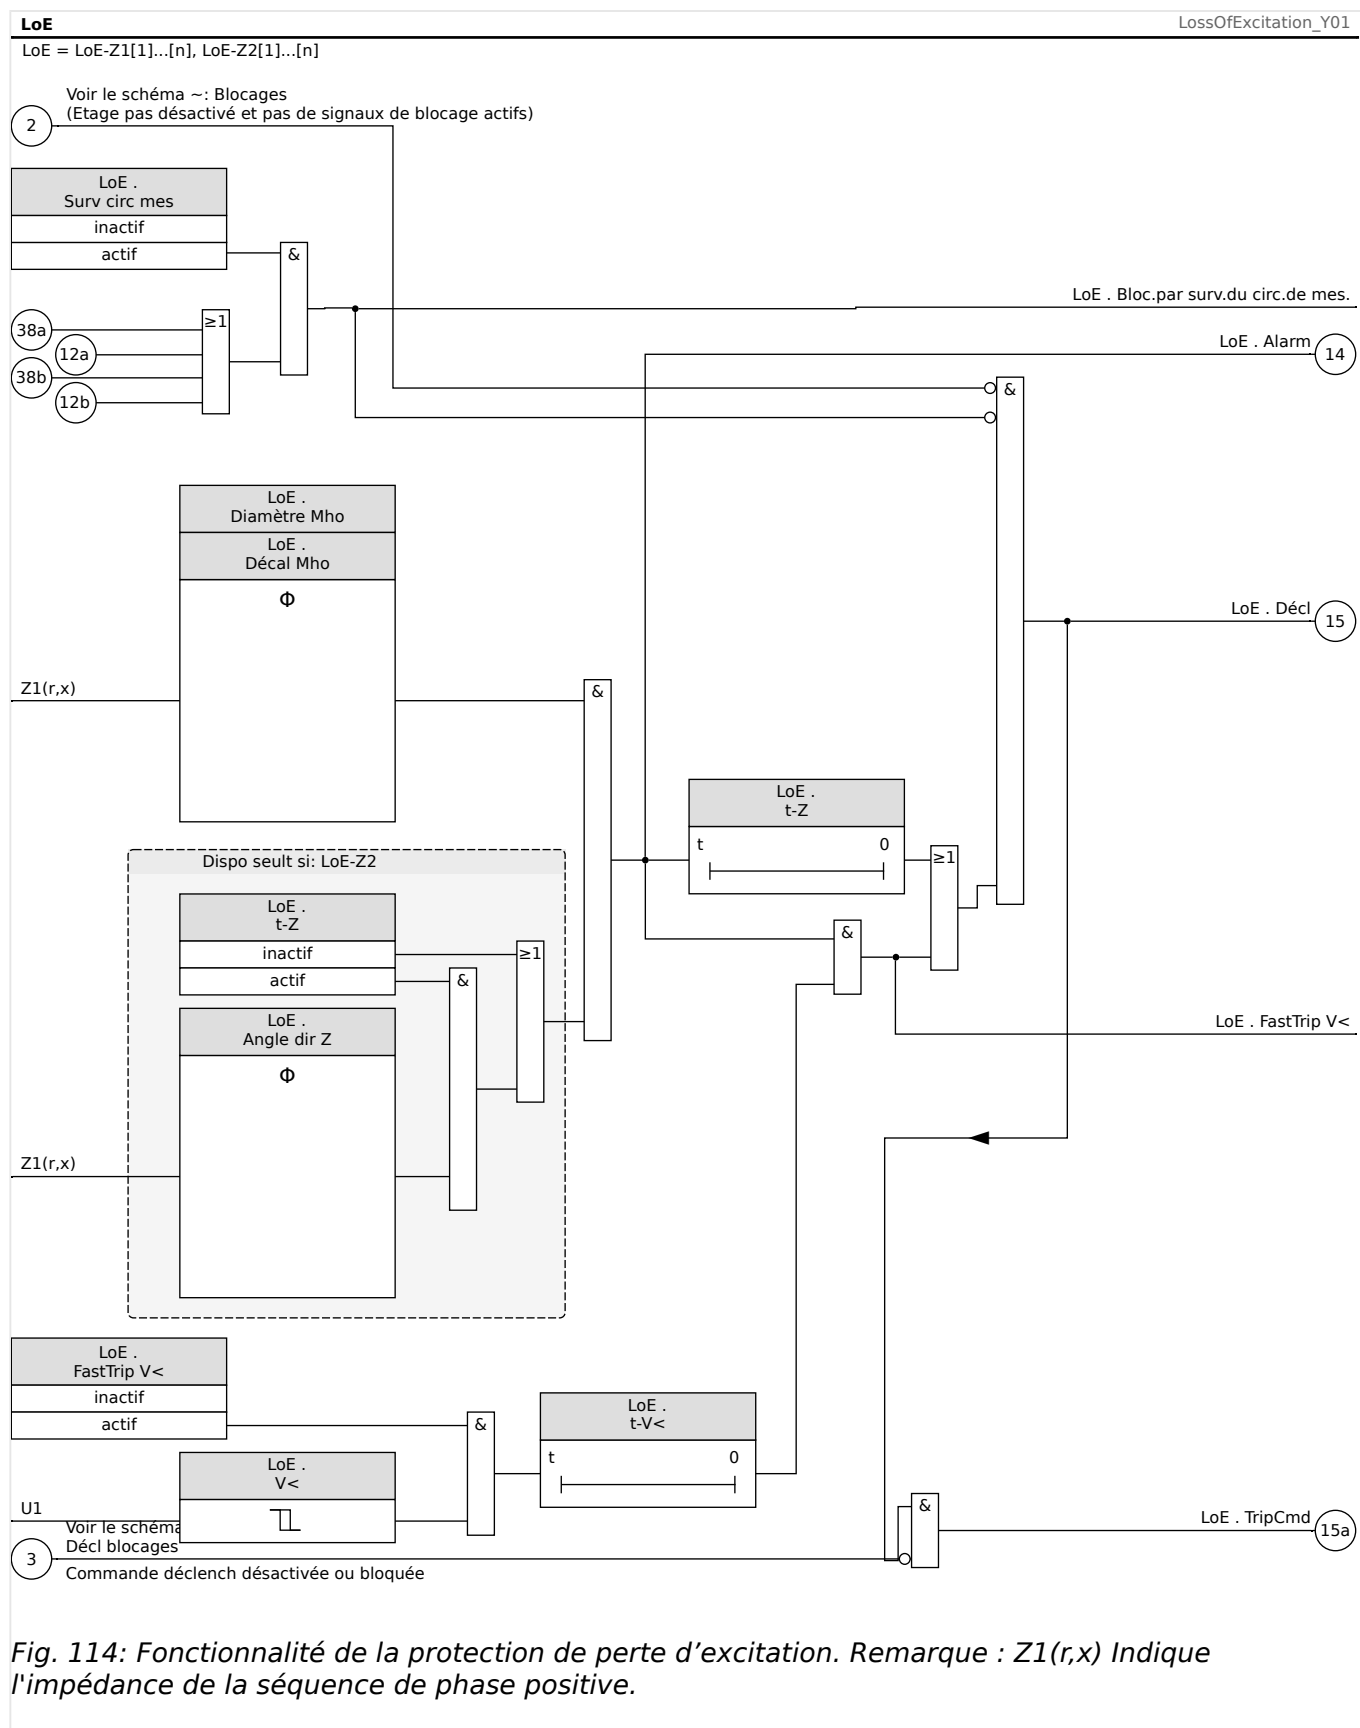 LoE
LossOfExcitation_Y01
LoE = LoE-Z1[1]...[n], LoE-Z2[1]...[n]
Voir le schéma ~: Blocages
(Etage pas désactivé et pas de signaux de blocage actifs)
2
LoE .
Surv circ mes
inactif
actif
&
LoE . Bloc.par surv.du circ.de mes.
38a
≥1
12a
38b
12b
LoE . Alarm
14
&
LoE .
Diamètre Mho
LoE .
Décal Mho
Φ
LoE . Décl
15
Z1(r,x)
&
LoE .
t-Z
t 0
≥1
Dispo seult si: LoE-Z2
LoE .
t-Z
inactif
actif
≥1
&
&
LoE .
Angle dir Z
Φ
LoE . FastTrip V<
Z1(r,x)
LoE .
FastTrip V<
inactif
actif
&
LoE .
t-V<
t 0
LoE .
V<
U1
Voir le schéma
Décl blocages
3
Commande déclench désactivée ou bloquée
&
LoE . TripCmd
15a
Fig. 114: Fonctionnalité de la protection de perte d’excitation. Remarque : Z1(r,x) Indique
l'impédance de la séquence de phase positive.